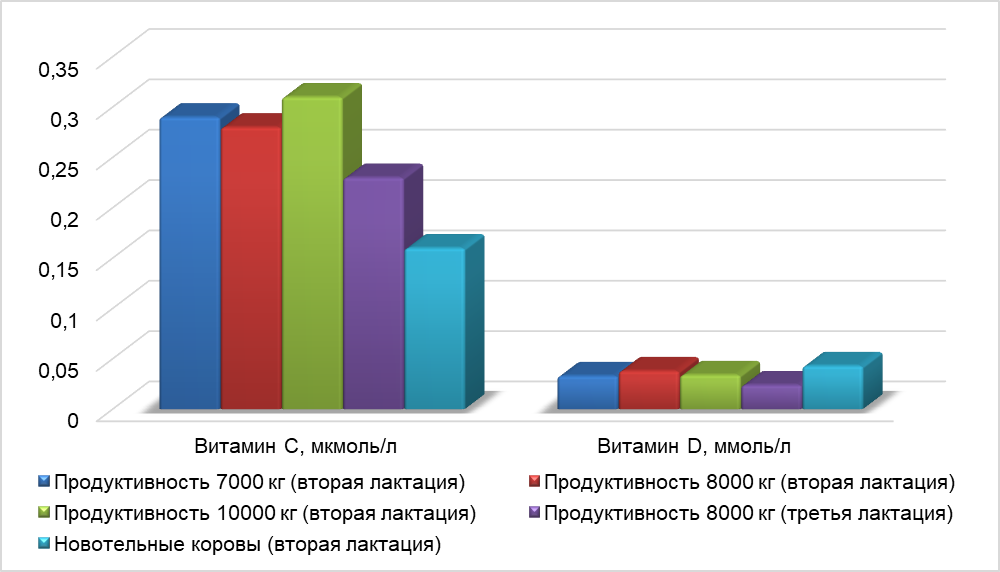 0,35
0,3
0,25
0,2
0,15
0,1
0,05
0
Витамин С, мкмоль/л
Витамин D, ммоль/л
Продуктивность 7000 кг (вторая лактация)
Продуктивность 8000 кг (вторая лактация)
Продуктивность 10000 кг (вторая лактация)
Продуктивность 8000 кг (третья лактация)
Новотельные коровы (вторая лактация)